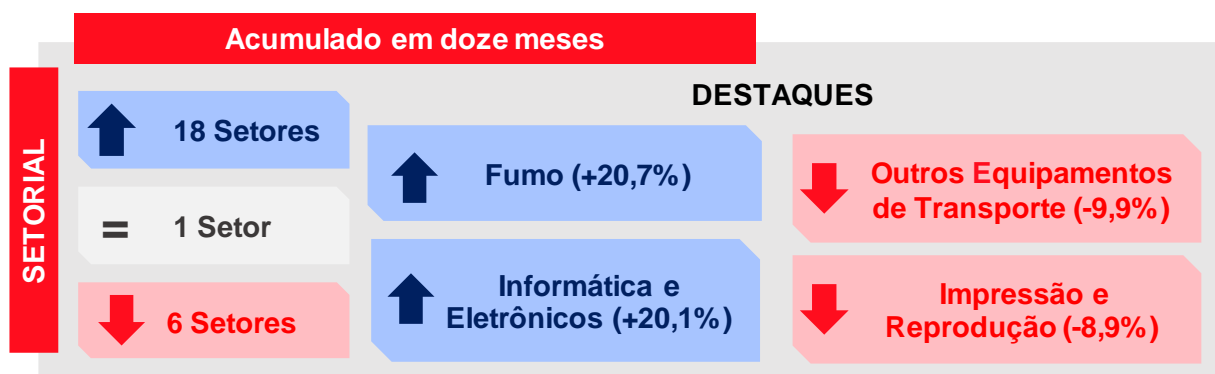 Acumulado em doze meses
SETORIAL
DESTAQUES
18 Setores
= 1 Setor
6 Setores
Fumo (+20,7%)
Informática e
Eletrônicos (+20,1%)
Outros Equipamentos
de Transporte (-9,9%)
Impressão e
Reprodução (-8,9%)